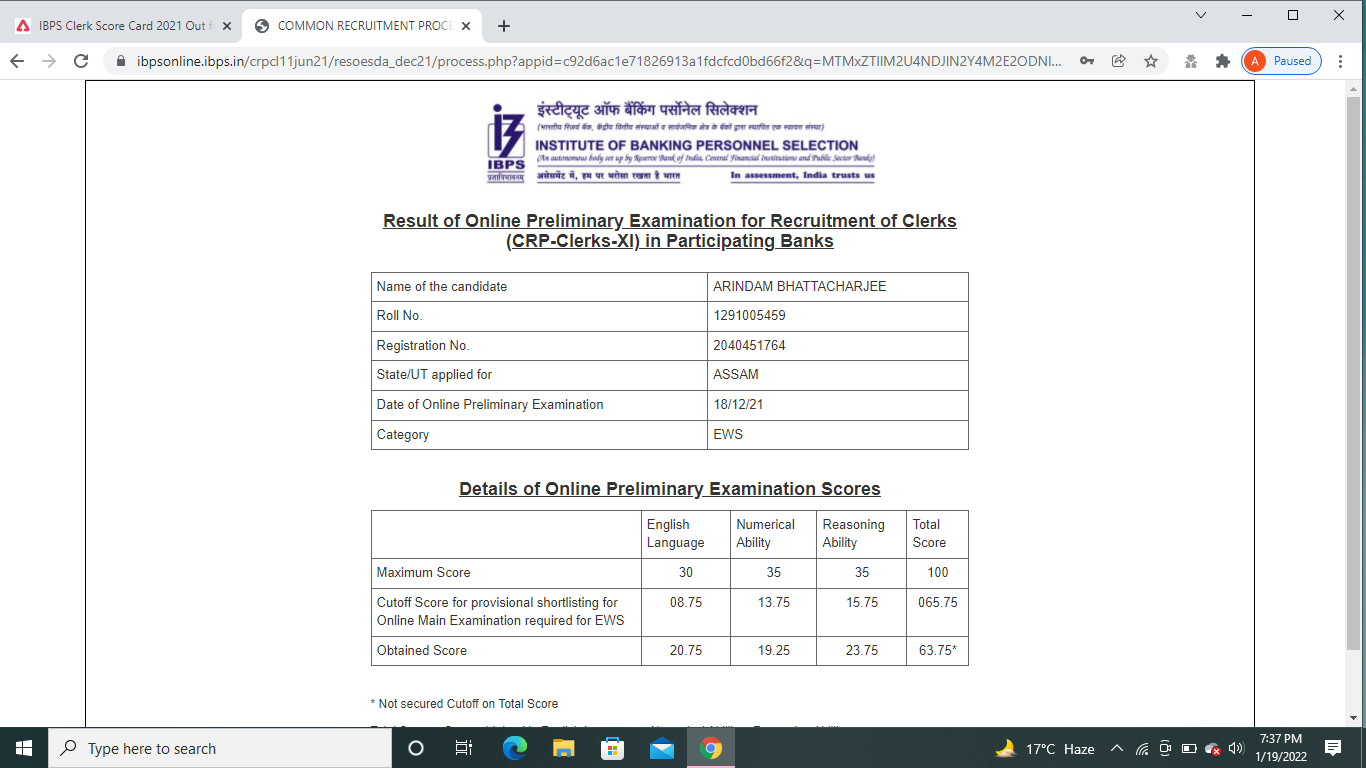 IBPS Clerk Score Card 2021 Out f
COMMON RECRUITMENT PROCE
ibpsonline.ibps.in/crpcl11jun21/resoesda_dec21/process.php?appid=c92d6ac1e71826913a1fdcfcd0bd66f2&q=MTMxZTIIM2U4NDJIN2Y4M2E2ODNI...
A Paused
इंस्टीट्यूट ऑफ बैंकिंग पर्सोनेल सिलेक्शन
(भारतीय रिज़र्व बैंक, केंद्रीय वित्तीय संस्थाओं व सार्वजनिक क्षेत्र के बैंकों द्वारा स्थापित एक स्वायत्त संस्था)
INSTITUTE OF BANKING PERSONNEL SELECTION
(An autonomous body set up by Reserve Bank of India, Central Financial Institutions and Public Sector Banks)
IBPS
असेसमेंट में, हम पर भरोसा रखता है भारत In assessment, India trusts us
Result of Online Preliminary Examination for Recruitment of Clerks
(CRP-Clerks-XI) in Participating Banks
Name of the candidate ARINDAM BHATTACHARJEE
Roll No. 1291005459
Registration No. 2040451764
State/UT applied for ASSAM
Date of Online Preliminary Examination 18/12/21
Category EWS
Details of Online Preliminary Examination Scores
English Numerical Reasoning Total
Language Ability Ability Score
Maximum Score 30 35 35 100
Cutoff Score for provisional shortlisting for 08.75 13.75 15.75 065.75
Online Main Examination required for EWS
Obtained Score 20.75 19.25 23.75 63.75*
* Not secured Cutoff on Total Score
Type here to search
17°C Haze
7:37 PM
1/19/2022